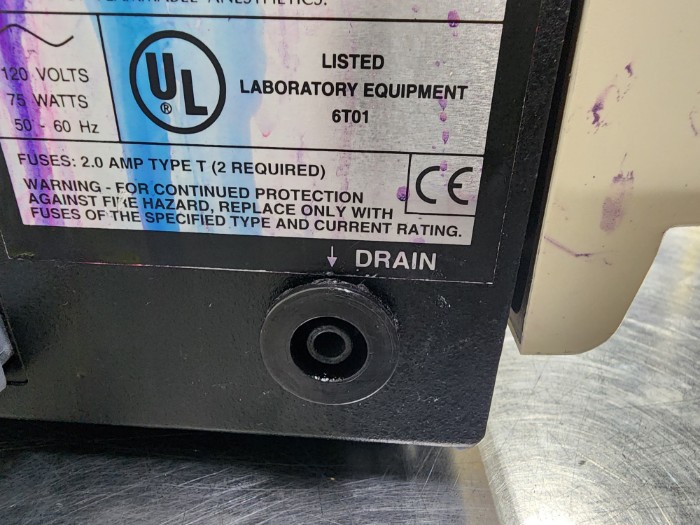 FLAMMABLE ANESTHETICS.
120 VOLTS
75 WATTS
50 - 60 Hz
UL
®
LISTED
LABORATORY EQUIPMENT
6T01
FUSES: 2.0 AMP TYPE T (2 REQUIRED)
WARNING - FOR CONTINUED PROTECTION
AGAINST FIRE HAZARD, REPLACE ONLY WITH
FUSES OF THE SPECIFIED TYPE AND CURRENT RATING.
CE
↓ DRAIN